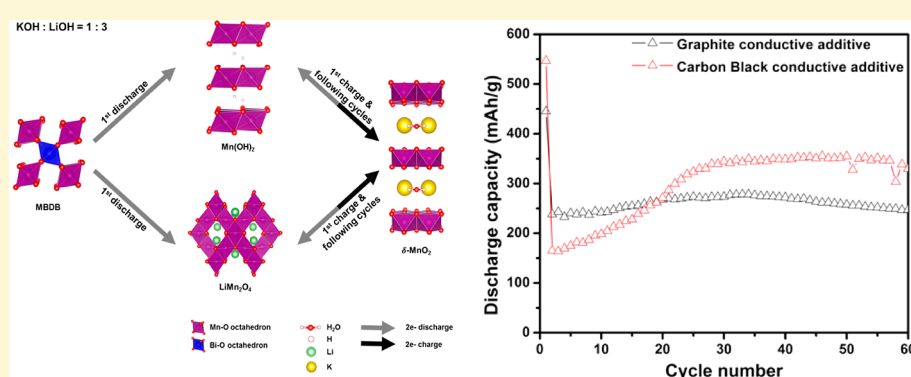 KOH : LiOH = 1 : 3
1st discharge
1st discharge
MBDB
Mn(OH)2
LiMn2O4
1st charge &
following cycles
1st charge &
following cycles
δ-MnO2
Mn-O octahedron
Bi-O octahedron
H2O
H
Li
K
2e- discharge
2e- charge
Discharge capacity (mAh/g)
600
500
400
300
200
100
0
Graphite conductive additive
Carbon Black conductive additive
0 10 20 30 40 50 60
Cycle number